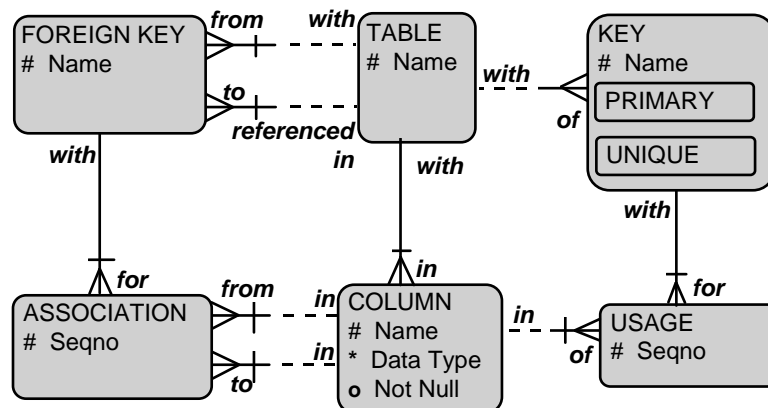 FOREIGN KEY
# Name
from
with
to
referenced
in
TABLE
# Name
with
of
KEY
# Name
PRIMARY
UNIQUE
with
with
with
for
in
for
ASSOCIATION
# Seqno
from
in
to
in
COLUMN
# Name
* Data Type
o Not Null
in
of
USAGE
# Seqno